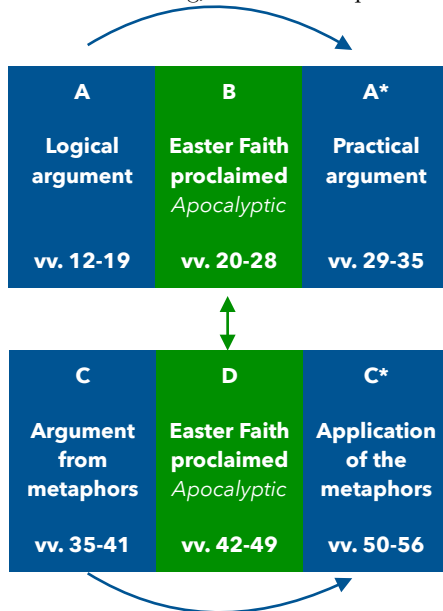 A
Logical
argument
vv. 12-19
B
Easter Faith
proclaimed
Apocalyptic
vv. 20-28
A*
Practical
argument
vv. 29-35
C
Argument
from
metaphors
vv. 35-41
D
Easter Faith
proclaimed
Apocalyptic
vv. 42-49
C*
Application
of the
metaphors
vv. 50-56